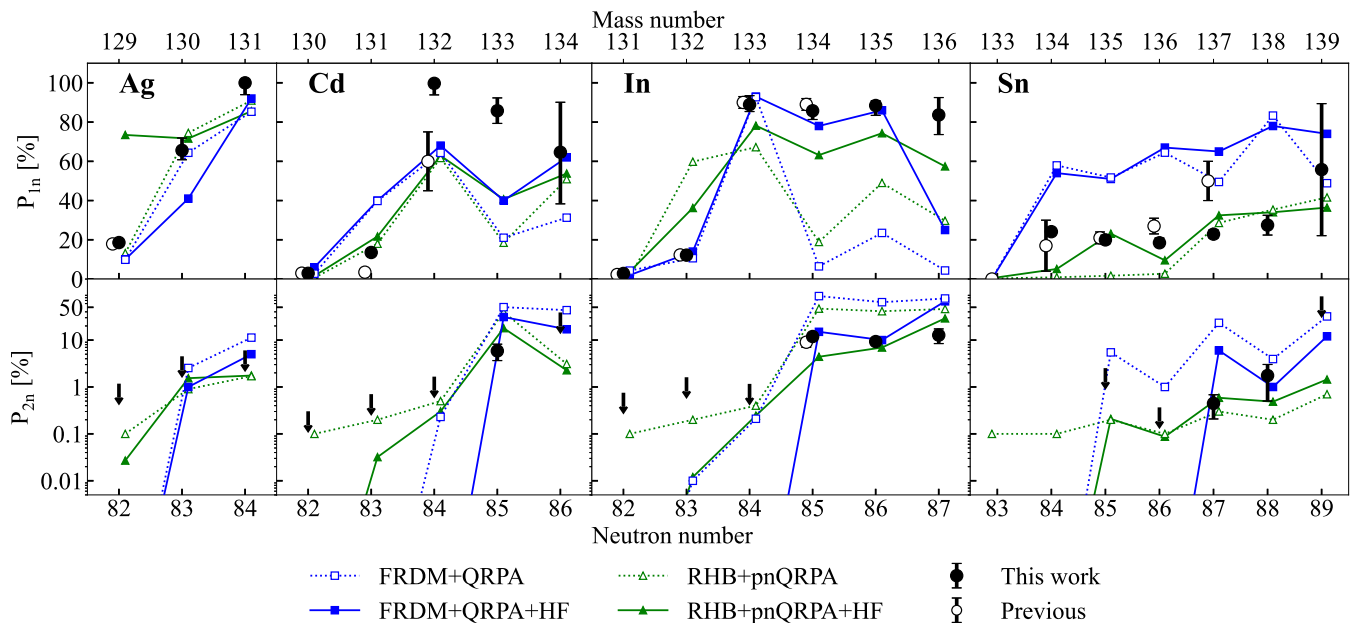 Mass number
129 130 131 130 131 132 133 134 131 132 133 134 135 136 133 134 135 136 137 138 139
Ag Cd In Sn
P1n [%]
100
80
60
40
20
0
P2n [%]
50
10
1
0.1
0.01
82 83 84 82 83 84 85 86 82 83 84 85 86 87 83 84 85 86 87 88 89
Neutron number
FRDM+QRPA RHB+pnQRPA This work
FRDM+QRPA+HF RHB+pnQRPA+HF Previous